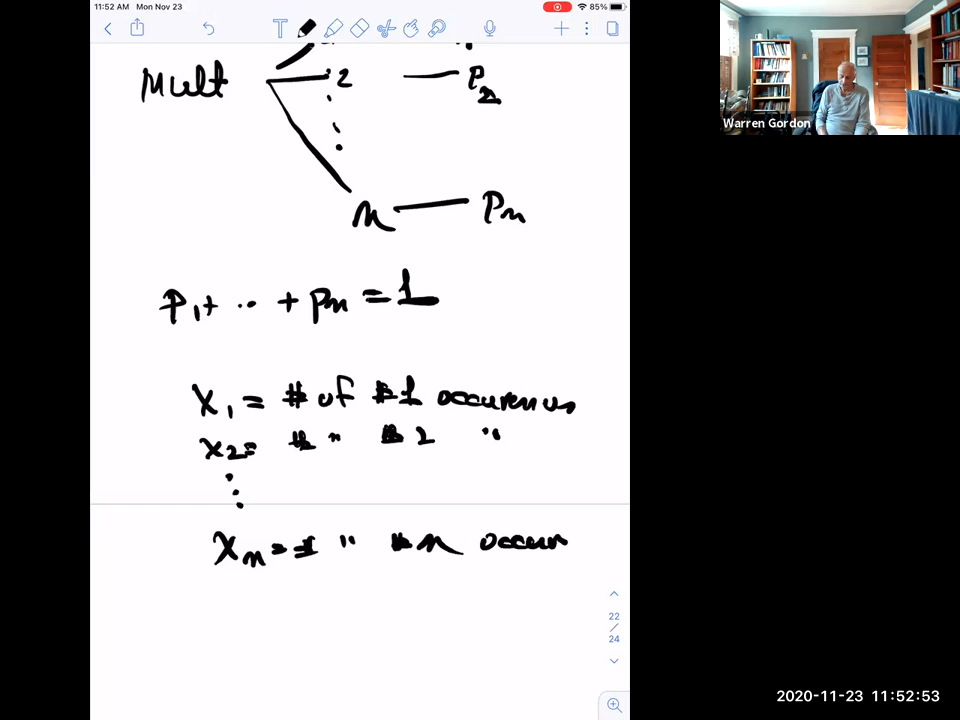 11:52 AM Mon Nov 23
85%
Mult 2 — P2
n — Pn
p1 + .. + pn = 1
X1 = # of #1 occurences
X2 = # " #2 "
Xn = # " #n occur
22
/
24
Warren Gordon
2020-11-23 11:52:53